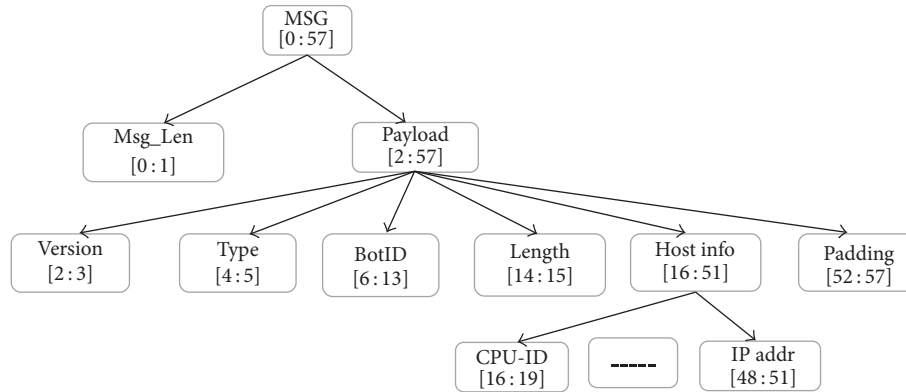 MSG
[0 : 57]
Msg_Len
[0 : 1]
Payload
[2 : 57]
Version
[2 : 3]
Type
[4 : 5]
BotID
[6 : 13]
Length
[14 : 15]
Host info
[16 : 51]
Padding
[52 : 57]
CPU-ID
[16 : 19]
-----
IP addr
[48 : 51]